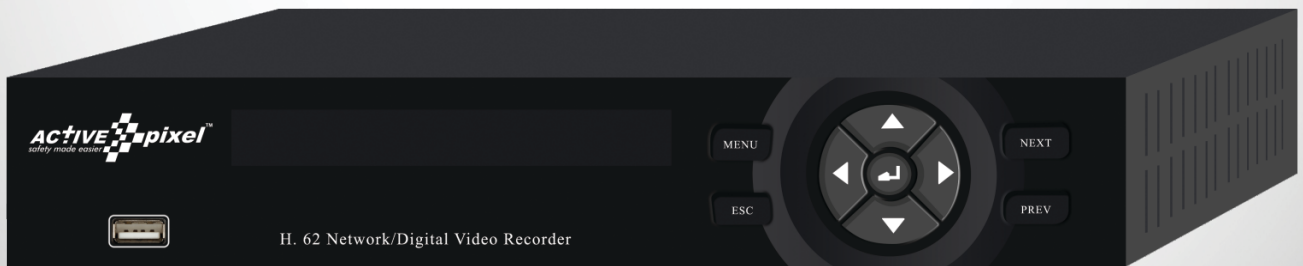 ACTIVE pixel™
safety made easier
H. 62 Network/Digital Video Recorder
MENU
ESC
NEXT
PREV